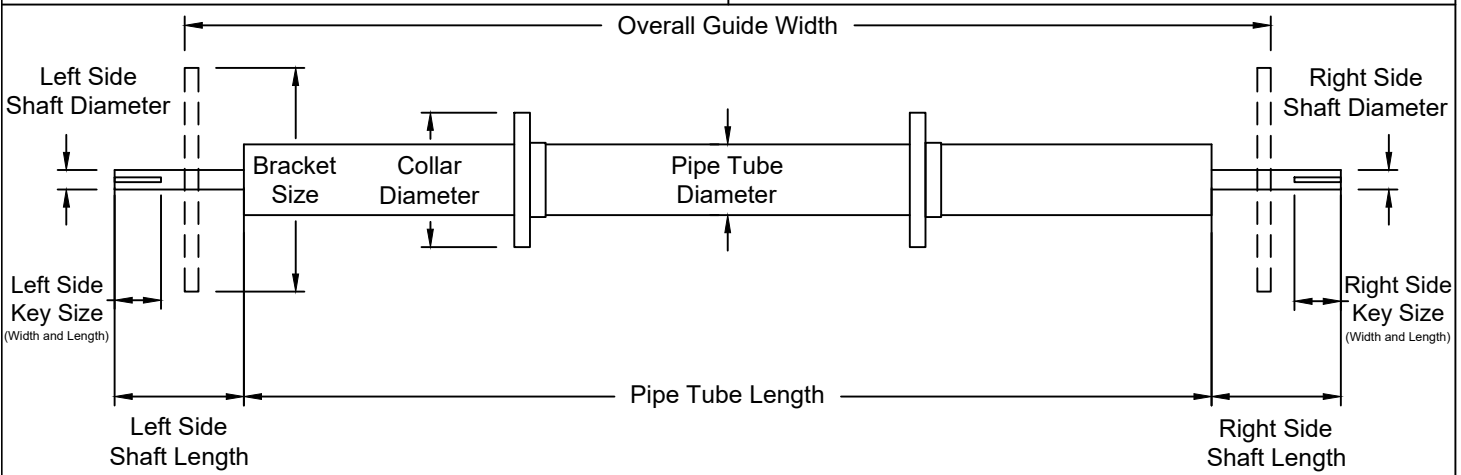 Overall Guide Width
Left Side
Shaft Diameter
Right Side
Shaft Diameter
Bracket
Size
Collar
Diameter
Pipe Tube
Diameter
Left Side
Key Size
(Width and Length)
Right Side
Key Size
(Width and Length)
Pipe Tube Length
Left Side
Shaft Length
Right Side
Shaft Length